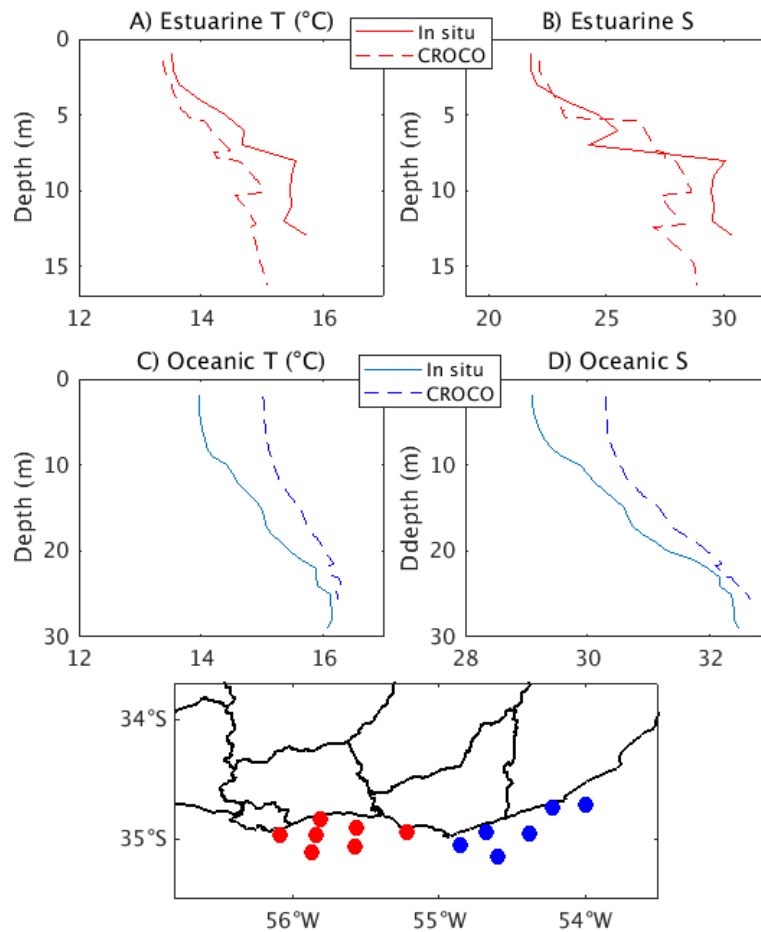 A) Estuarine T (°C)
B) Estuarine S
In situ
CROCO
0
5
10
15
Depth (m)
12
14
16
0
5
10
15
Depth (m)
20
25
30
C) Oceanic T (°C)
D) Oceanic S
In situ
CROCO
0
10
20
30
Depth (m)
12
14
16
0
10
20
30
Ddepth (m)
28
30
32
34°S
35°S
56°W
55°W
54°W